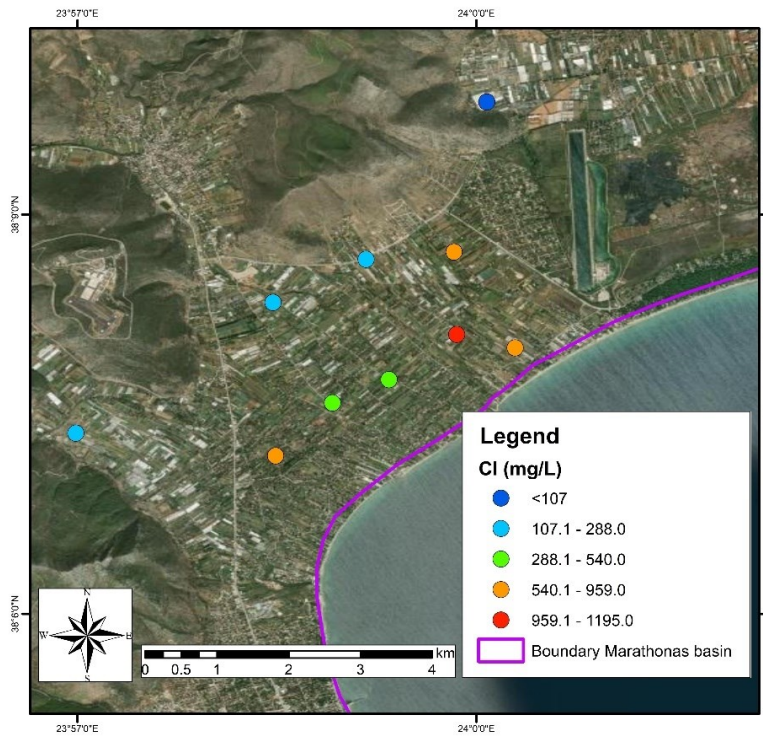 23°57'0"E 24°0'0"E
38°9'0"N
38°6'0"N
Legend
Cl (mg/L)
<107
107.1 - 288.0
288.1 - 540.0
540.1 - 959.0
959.1 - 1195.0
Boundary Marathonas basin
N
W E
S
km
0 0.5 1 2 3 4
23°57'0"E 24°0'0"E